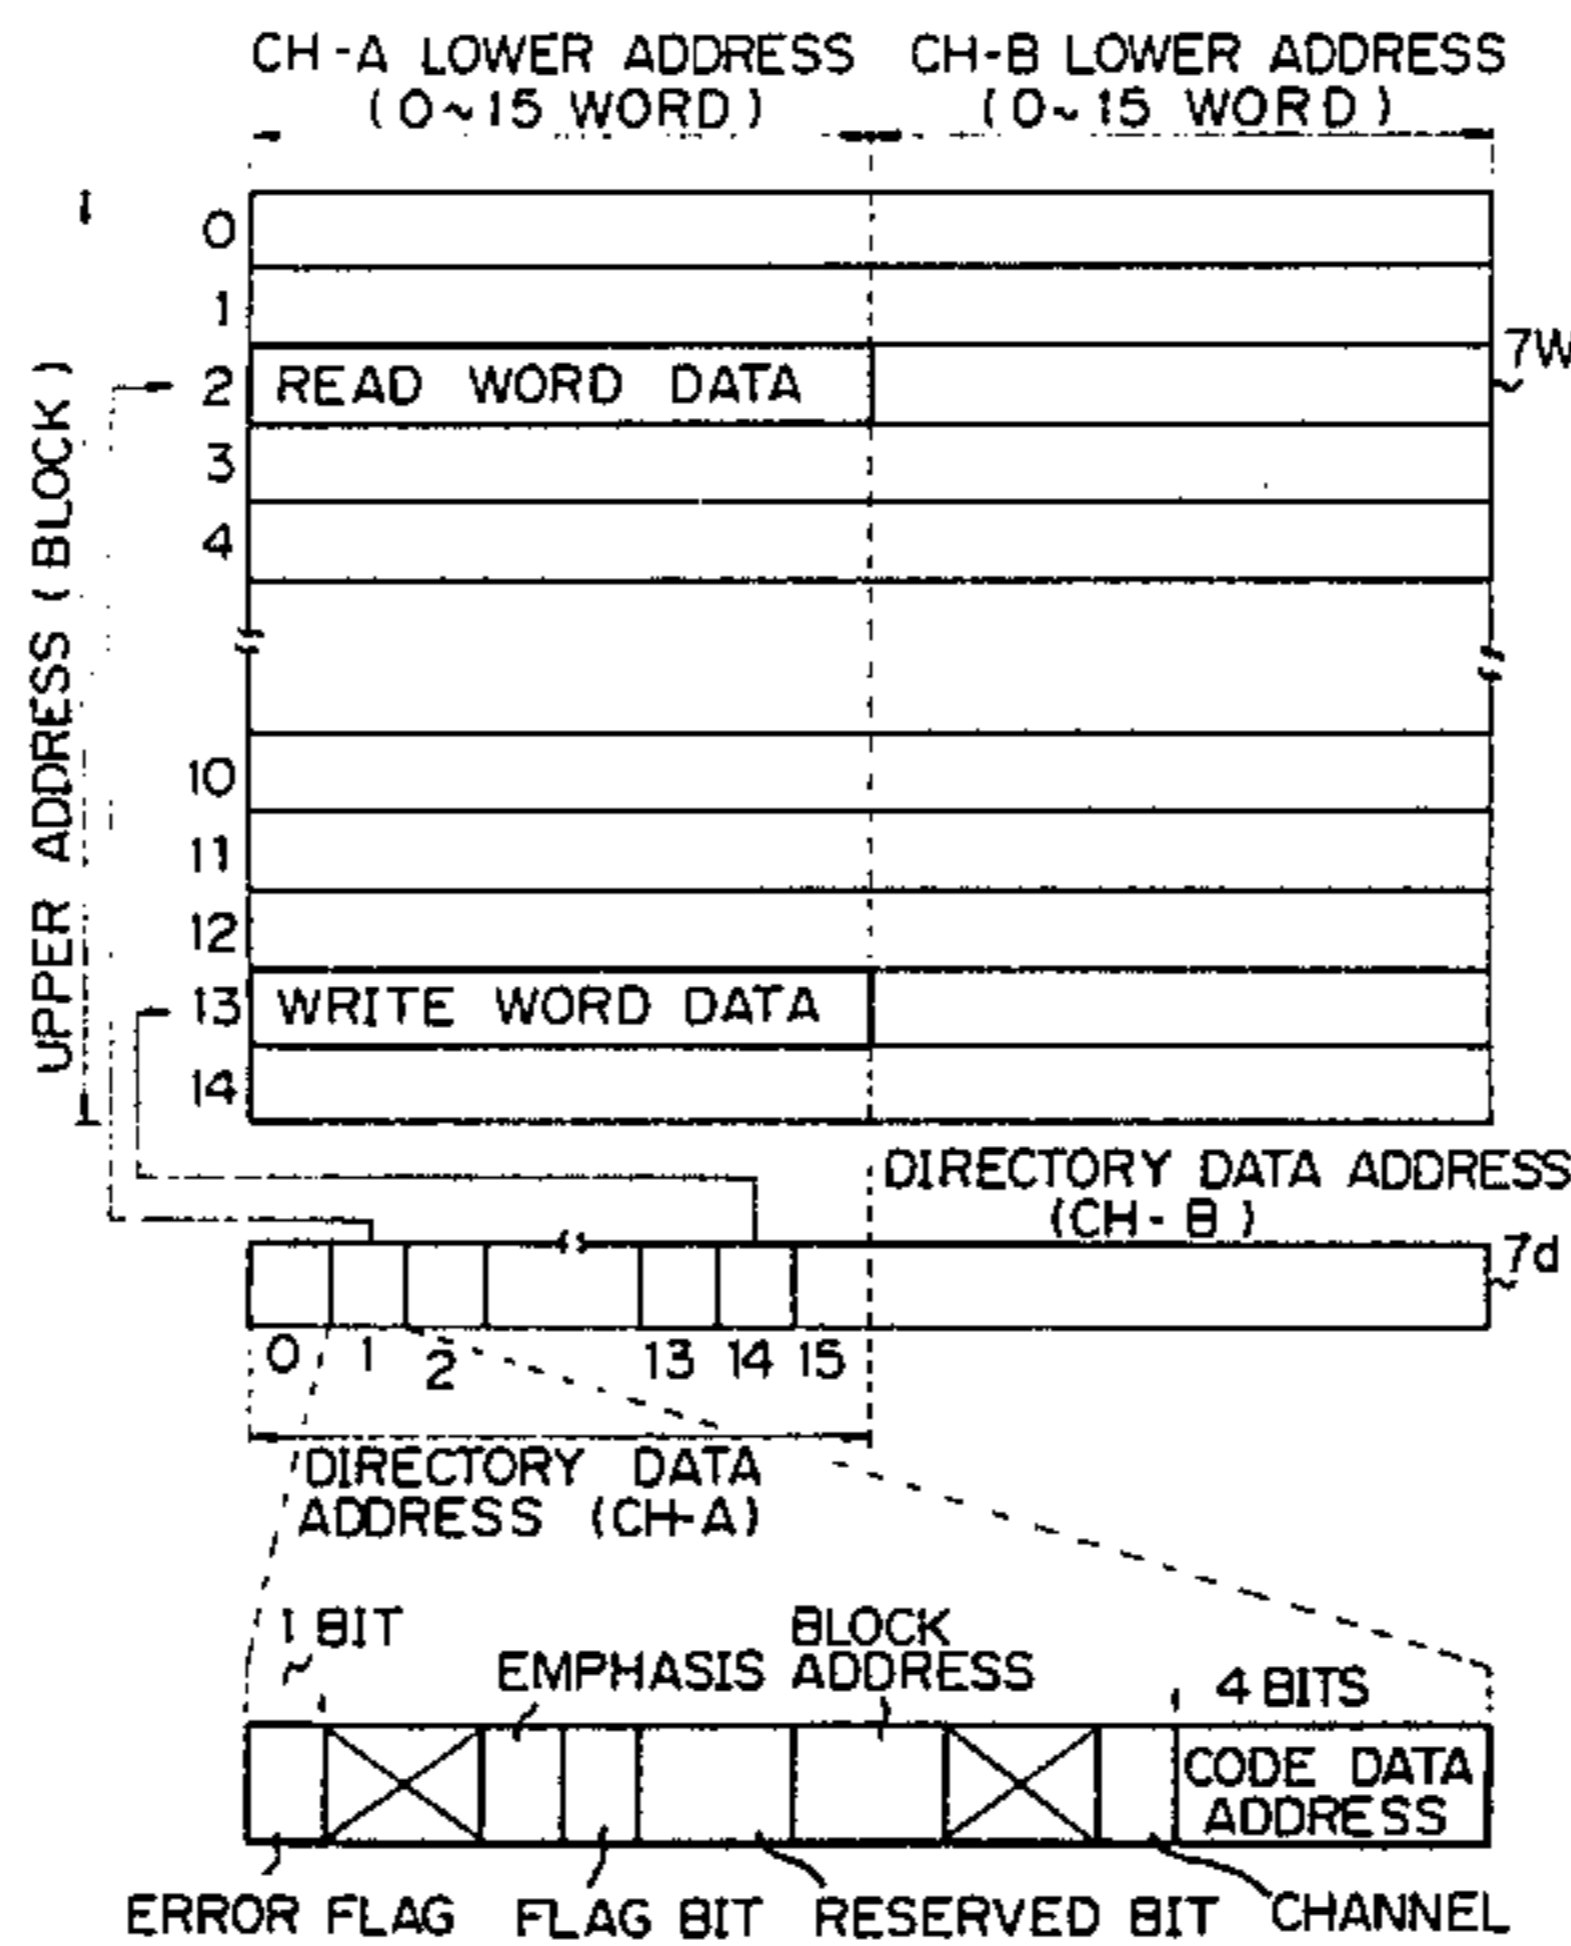 CH-A LOWER ADDRESS
(0~15 WORD)
CH-B LOWER ADDRESS
(0~15 WORD)
UPPER ADDRESS (BLOCK)
0
1
2 READ WORD DATA
7W
3
4
10
11
12
13 WRITE WORD DATA
14
DIRECTORY DATA ADDRESS
(CH-B)
7d
0 1 2 13 14 15
DIRECTORY DATA
ADDRESS (CH-A)
1 BIT
EMPHASIS
BLOCK
ADDRESS
4 BITS
CODE DATA
ADDRESS
ERROR FLAG
FLAG BIT
RESERVED BIT
CHANNEL